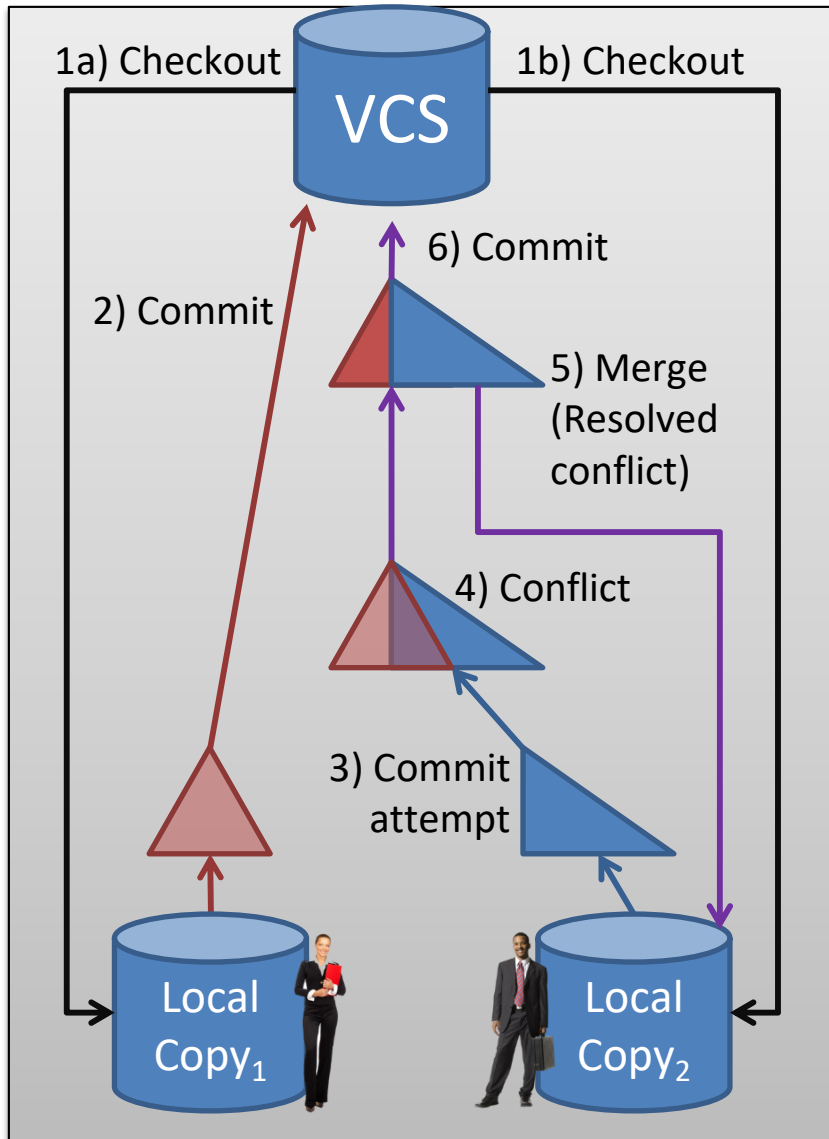 1a) Checkout
1b) Checkout
VCS
6) Commit
2) Commit
5) Merge
(Resolved
conflict)
4) Conflict
3) Commit
attempt
Local
Copy₁
Local
Copy₂